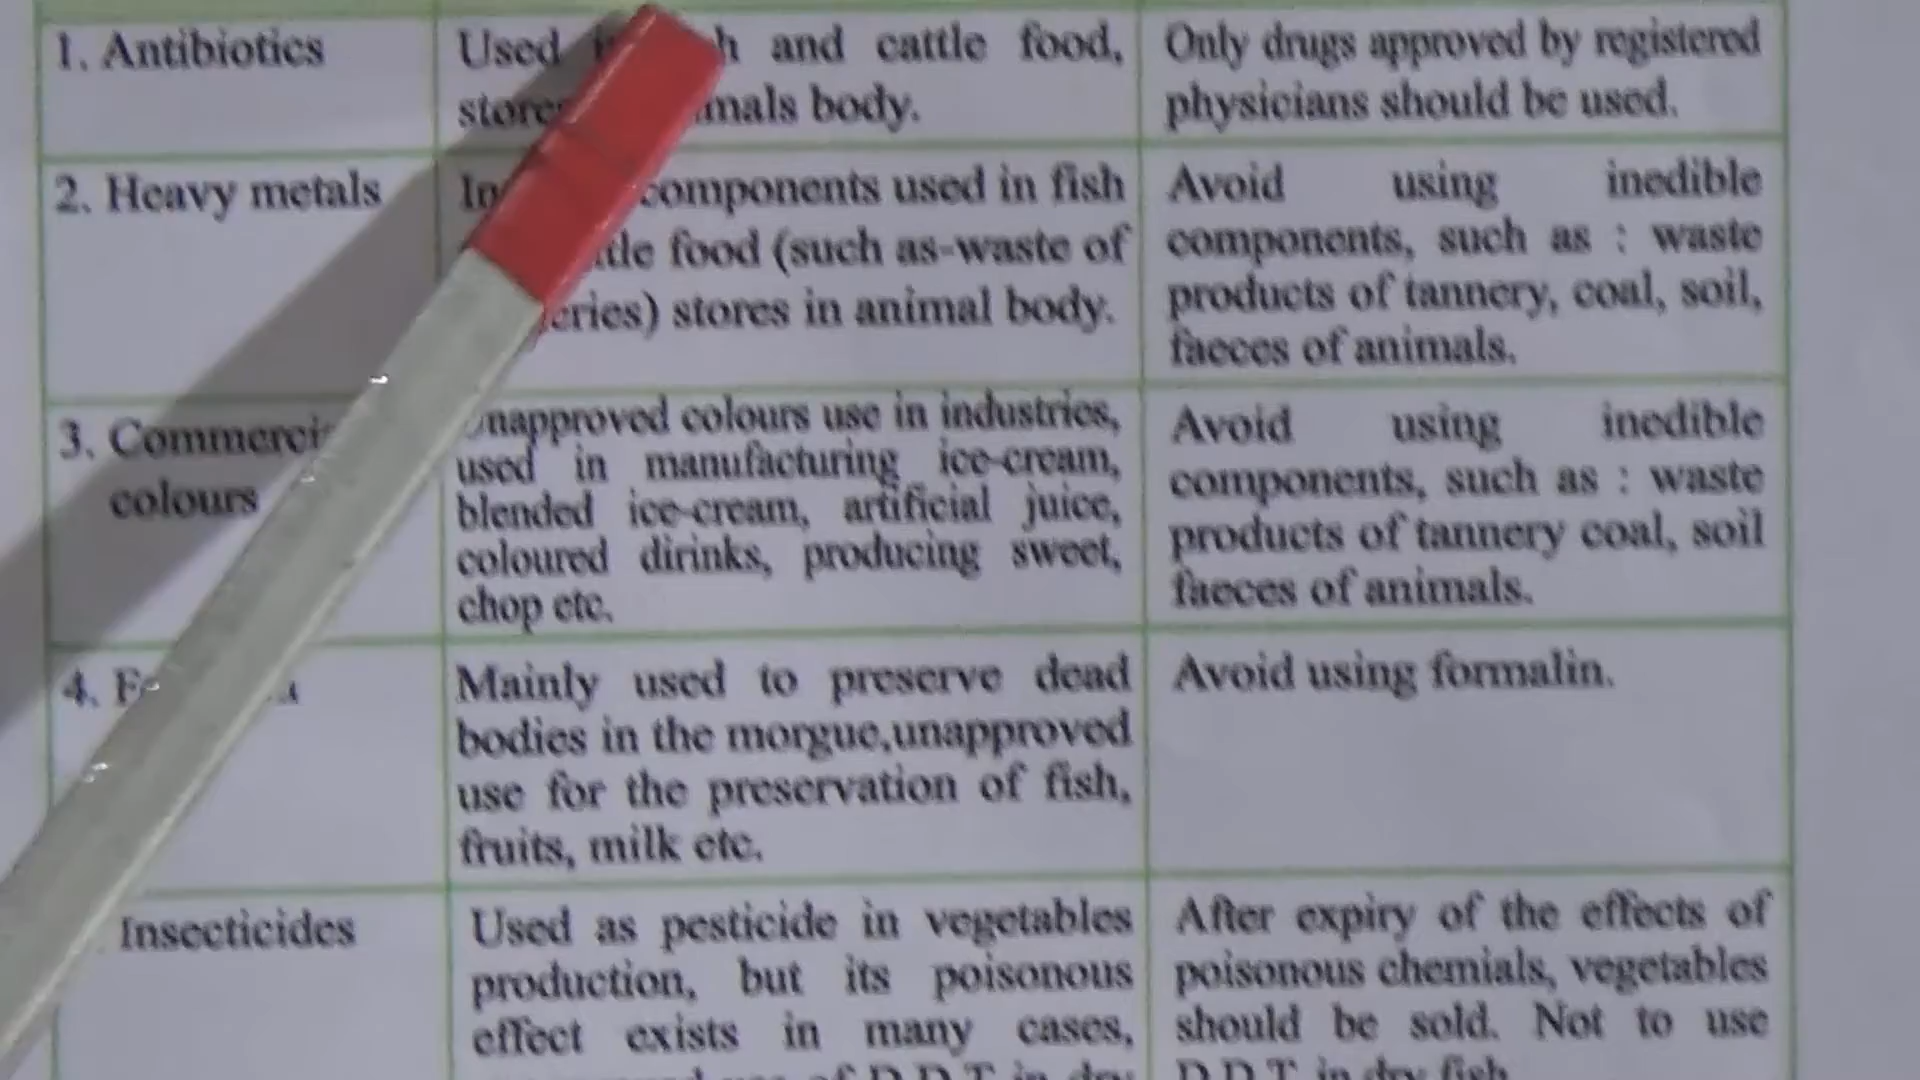 1. Antibiotics
Used and cattle food,
body.
Only drugs approved by registered
physicians should be used.
2. Heavy metals
components used in fish
food (such as-waste of
stores in animal body.
Avoid using inedible
components, such as : waste
products of tannery, coal, soil,
faeces of animals.
3.
colours
colours use in industries,
used in manufacturing ice-cream,
blended ice-cream, artificial juice,
coloured dirinks, producing sweet,
chop etc.
Avoid using inedible
components, such as : waste
products of tannery coal, soil
faeces of animals.
4.
Mainly used to preserve dead
bodies in the morgue,unapproved
use for the preservation of fish,
fruits, milk etc.
Avoid using formalin.
Insecticides
Used as pesticide in vegetables
production, but its poisonous
effect exists in many cases,
After expiry of the effects of
poisonous chemials, vegetables
should be sold. Not to use
D.D.T. in dry fish